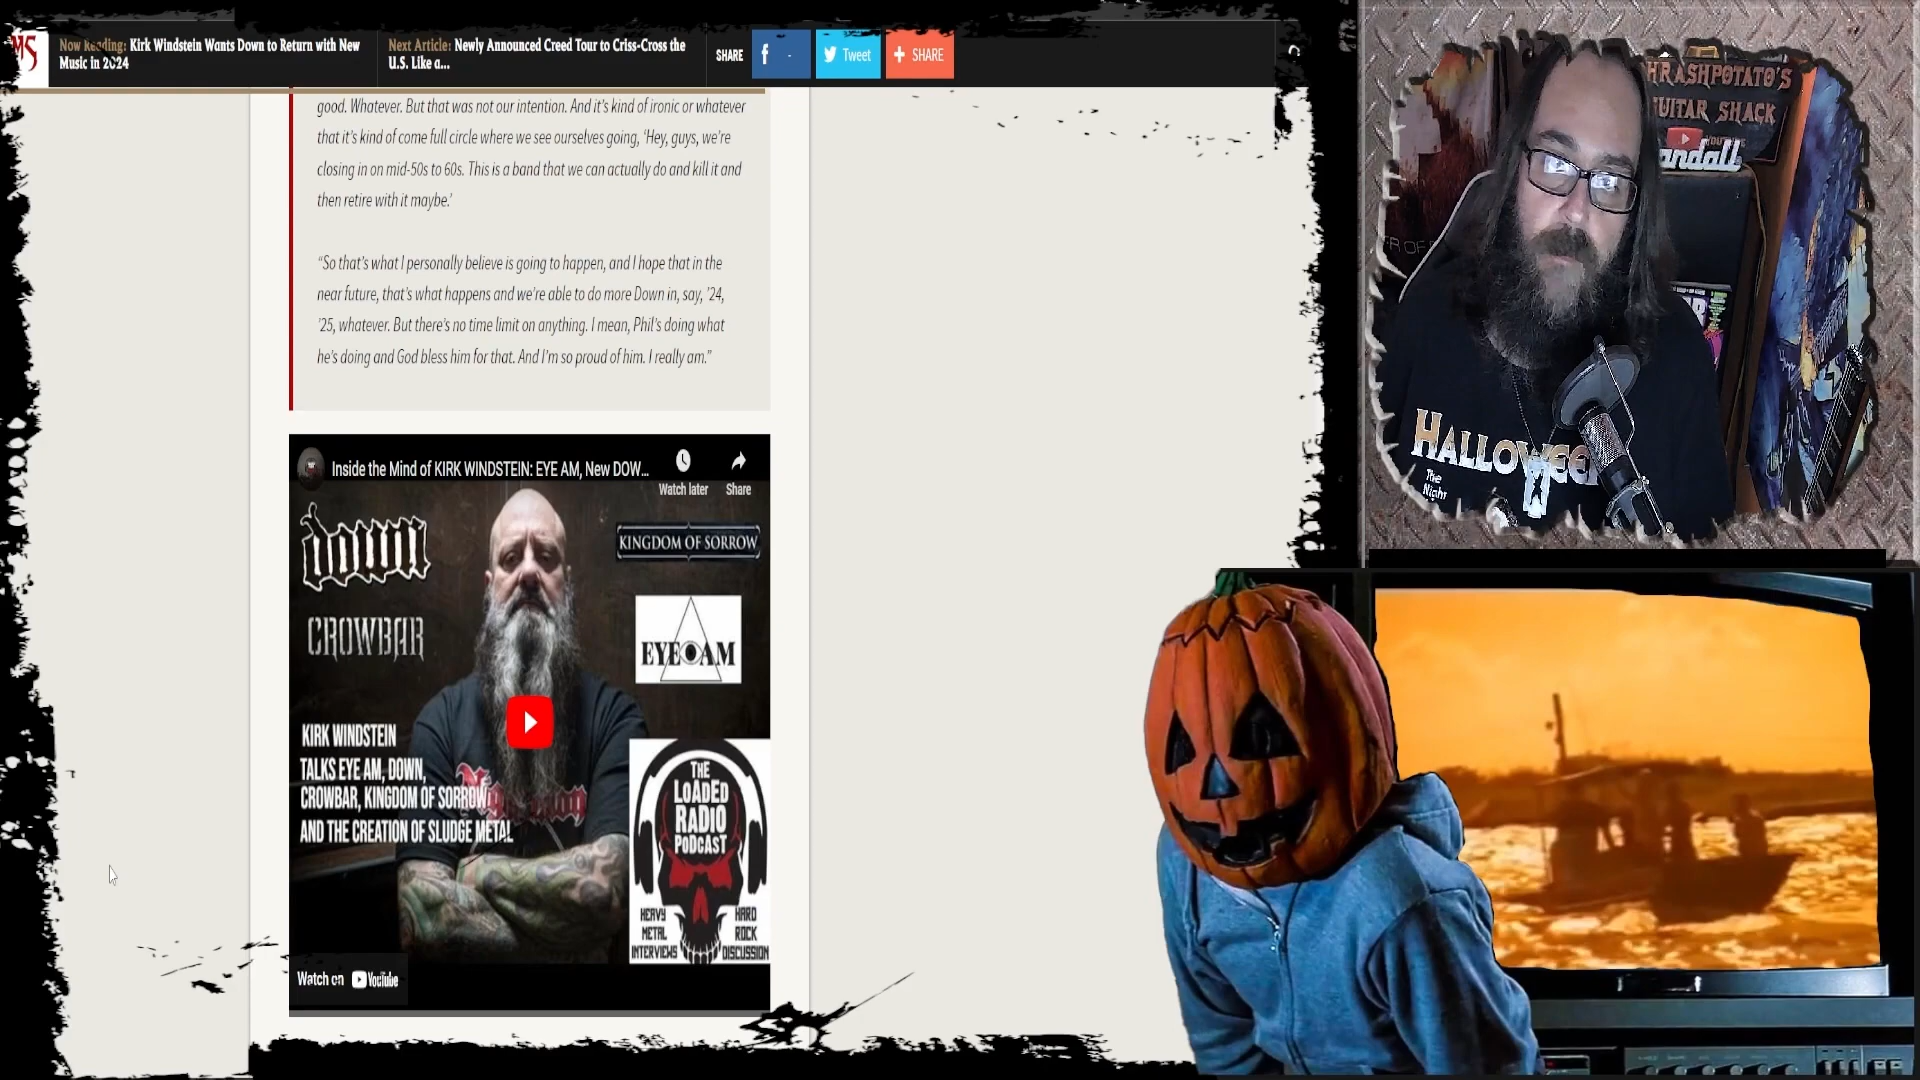 MS
Now Reading: Kirk Windstein Wants Down to Return with New
Music in 2024
Next Article: Newly Announced Creed Tour to Criss-Cross the
U.S. Like a...
SHARE
f -
Tweet
+ SHARE
good. Whatever. But that was not our intention. And it's kind of ironic or whatever
that it's kind of come full circle where we see ourselves going, 'Hey, guys, we're
closing in on mid-50s to 60s. This is a band that we can actually do and kill it and
then retire with it maybe.'
"So that's what I personally believe is going to happen, and I hope that in the
near future, that's what happens and we're able to do more Down in, say, '24,
'25, whatever. But there's no time limit on anything. I mean, Phil's doing what
he's doing and God bless him for that. And I'm so proud of him. I really am."
Inside the Mind of KIRK WINDSTEIN: EYE AM, New DOW...
Watch later
Share
down
CROWBAR
KINGDOM OF SORROW
EYE AM
KIRK WINDSTEIN
TALKS EYE AM, DOWN,
CROWBAR, KINGDOM OF SORROW
AND THE CREATION OF SLUDGE METAL
THE
LOADED
RADIO
PODCAST
HEAVY
METAL
INTERVIEWS
HARD
ROCK
DISCUSSION
Watch on YouTube
HRASHPOTATO'S
GUITAR SHACK
andall
HALLOWEEN
The
Night